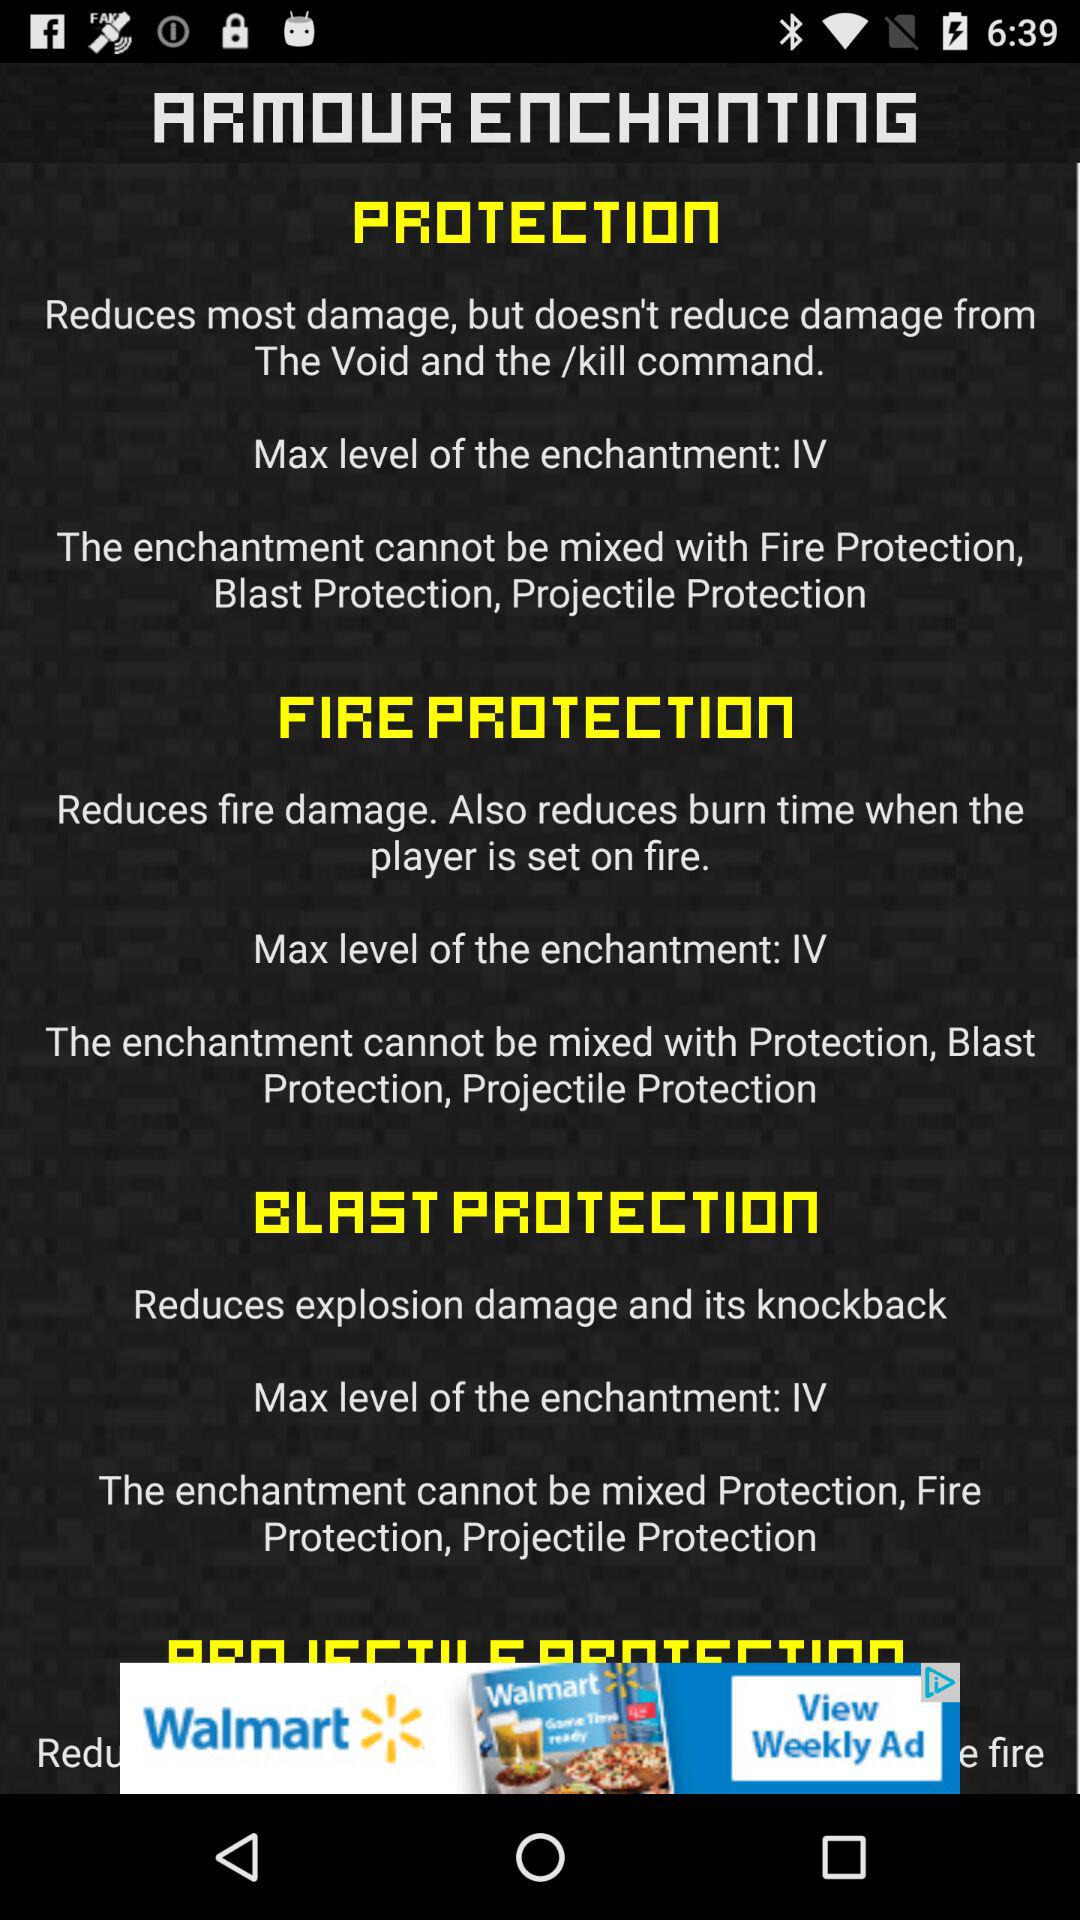 FAKE
6:39
ARMOUR ENCHANTING
PROTECTION
Reduces most damage, but doesn't reduce damage from
The Void and the /kill command.
Max level of the enchantment: IV
The enchantment cannot be mixed with Fire Protection,
Blast Protection, Projectile Protection
FIRE PROTECTION
Reduces fire damage. Also reduces burn time when the
player is set on fire.
Max level of the enchantment: IV
The enchantment cannot be mixed with Protection, Blast
Protection, Projectile Protection
BLAST PROTECTION
Reduces explosion damage and its knockback
Max level of the enchantment: IV
The enchantment cannot be mixed Protection, Fire
Protection, Projectile Protection
PROJECTILE PROTECTION
Redu
e fire
Walmart
Walmart
Game Time
ready
View
Weekly Ad